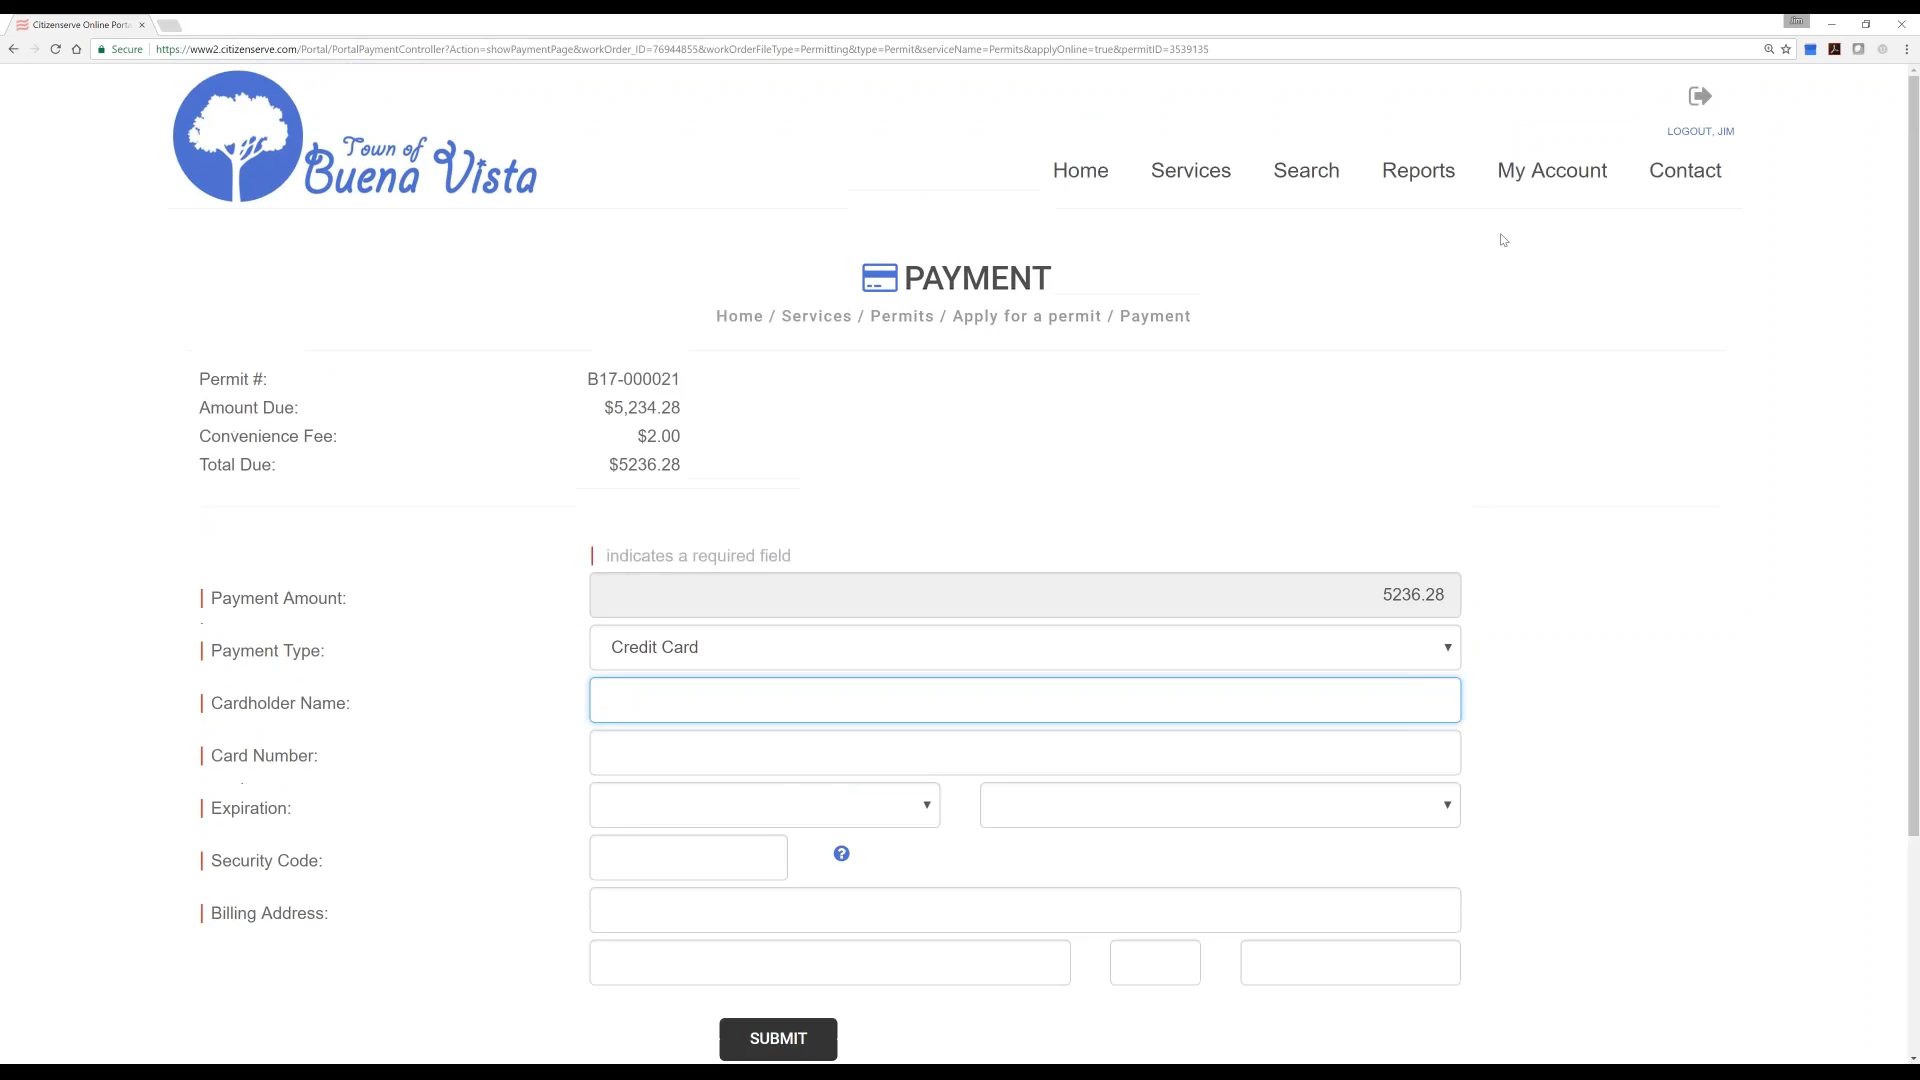 Citizenserve Online Porta
Jim
Secure
https://www2.citizenserve.com/Portal/PortalPaymentController?Action=showPaymentPage&workOrder_ID=76944855&workOrderFileType=Permitting&type=Permit&serviceName=Permits&applyOnline=true&permitID=3539135
Town of
Buena Vista
LOGOUT, JIM
Home Services Search Reports My Account Contact
PAYMENT
Home / Services / Permits / Apply for a permit / Payment
Permit #: B17-000021
Amount Due: $5,234.28
Convenience Fee: $2.00
Total Due: $5236.28
indicates a required field
Payment Amount: 5236.28
Payment Type: Credit Card
Cardholder Name:
Card Number:
Expiration:
Security Code: ?
Billing Address:
SUBMIT